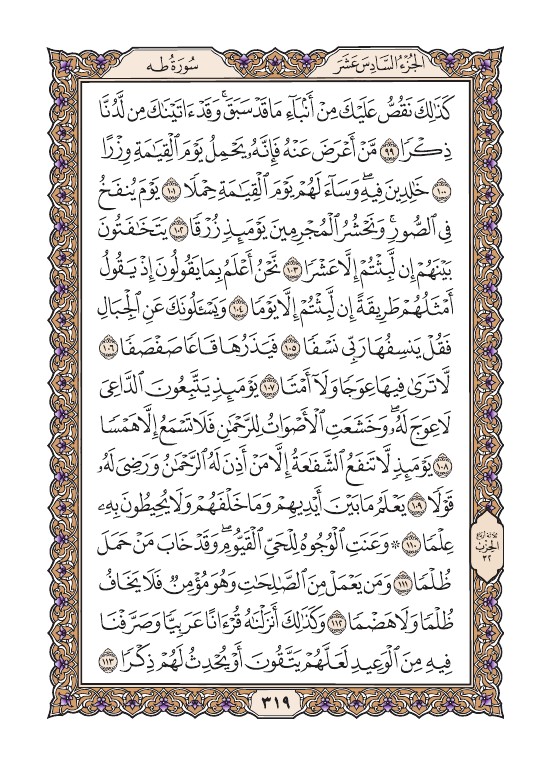 الجُزْءُ السَّادِسَ عَشَرَ
سُورَةُ طه
كَذَٰلِكَ نَقُصُّ عَلَيْكَ مِنْ أَنۢبَآءِ مَا قَدْ سَبَقَۚ وَقَدْ ءَاتَيْنَٰكَ مِن لَّدُنَّا
ذِكْرًا ٩٩ مَّنْ أَعْرَضَ عَنْهُ فَإِنَّهُۥ يَحْمِلُ يَوْمَ ٱلْقِيَٰمَةِ وِزْرًا
١٠٠ خَٰلِدِينَ فِيهِۖ وَسَآءَ لَهُمْ يَوْمَ ٱلْقِيَٰمَةِ حِمْلًا ١٠١ يَوْمَ يُنفَخُ
فِى ٱلصُّورِۚ وَنَحْشُرُ ٱلْمُجْرِمِينَ يَوْمَئِذٍ زُرْقًا ١٠٢ يَتَخَٰفَتُونَ
بَيْنَهُمْ إِن لَّبِثْتُمْ إِلَّا عَشْرًا ١٠٣ نَّحْنُ أَعْلَمُ بِمَا يَقُولُونَ إِذْ يَقُولُ
أَمْثَلُهُمْ طَرِيقَةً إِن لَّبِثْتُمْ إِلَّا يَوْمًا ١٠٤ وَيَسْـَٔلُونَكَ عَنِ ٱلْجِبَالِ
فَقُلْ يَنسِفُهَا رَبِّى نَسْفًا ١٠٥ فَيَذَرُهَا قَاعًا صَفْصَفًا ١٠٦
لَّا تَرَىٰ فِيهَا عِوَجًا وَلَآ أَمْتًا ١٠٧ يَوْمَئِذٍ يَتَّبِعُونَ ٱلدَّاعِىَ
لَا عِوَجَ لَهُۥۖ وَخَشَعَتِ ٱلْأَصْوَاتُ لِلرَّحْمَٰنِ فَلَا تَسْمَعُ إِلَّا هَمْسًا
١٠٨ يَوْمَئِذٍ لَّا تَنفَعُ ٱلشَّفَٰعَةُ إِلَّا مَنْ أَذِنَ لَهُ ٱلرَّحْمَٰنُ وَرَضِىَ لَهُۥ
قَوْلًا ١٠٩ يَعْلَمُ مَا بَيْنَ أَيْدِيهِمْ وَمَا خَلْفَهُمْ وَلَا يُحِيطُونَ بِهِۦ
عِلْمًا ١١٠ ۞ وَعَنَتِ ٱلْوُجُوهُ لِلْحَىِّ ٱلْقَيُّومِۖ وَقَدْ خَابَ مَنْ حَمَلَ
ظُلْمًا ١١١ وَمَن يَعْمَلْ مِنَ ٱلصَّٰلِحَٰتِ وَهُوَ مُؤْمِنٌ فَلَا يَخَافُ
ظُلْمًا وَلَا هَضْمًا ١١٢ وَكَذَٰلِكَ أَنزَلْنَٰهُ قُرْءَانًا عَرَبِيًّا وَصَرَّفْنَا
فِيهِ مِنَ ٱلْوَعِيدِ لَعَلَّهُمْ يَتَّقُونَ أَوْ يُحْدِثُ لَهُمْ ذِكْرًا ١١٣
ثلاثة أرباع
الحزب
٣٢
٣١٩